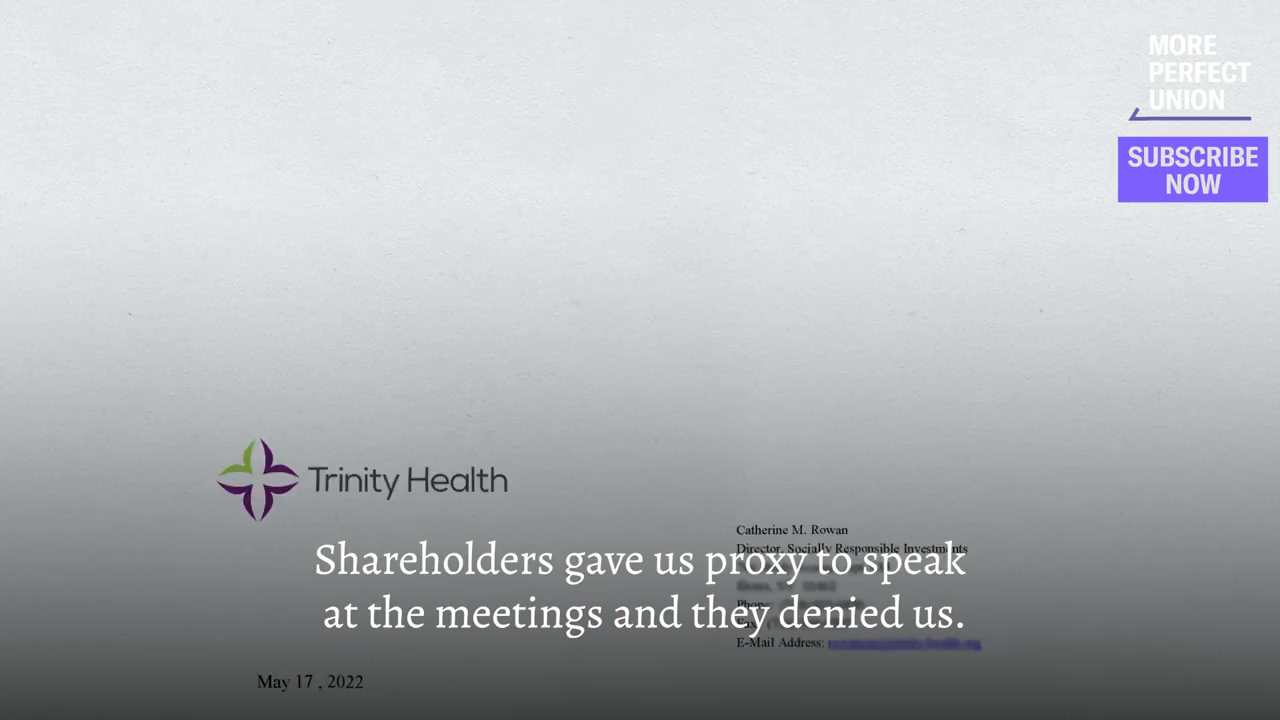 MORE
PERFECT
UNION
SUBSCRIBE
NOW
Trinity Health
Catherine M. Rowan
Director, Socially Responsible Investments
Shareholders gave us proxy to speak
at the meetings and they denied us.
E-Mail Address:
May 17 , 2022